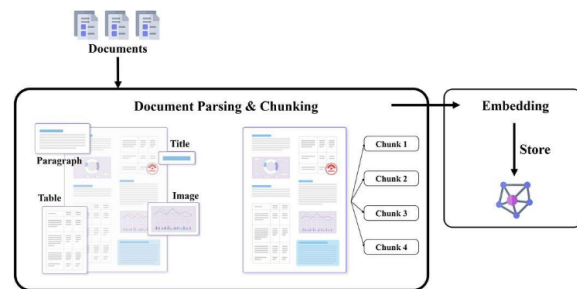 Documents
Document Parsing & Chunking
Paragraph
Title
Table
Image
Chunk 1
Chunk 2
Chunk 3
Chunk 4
Embedding
Store